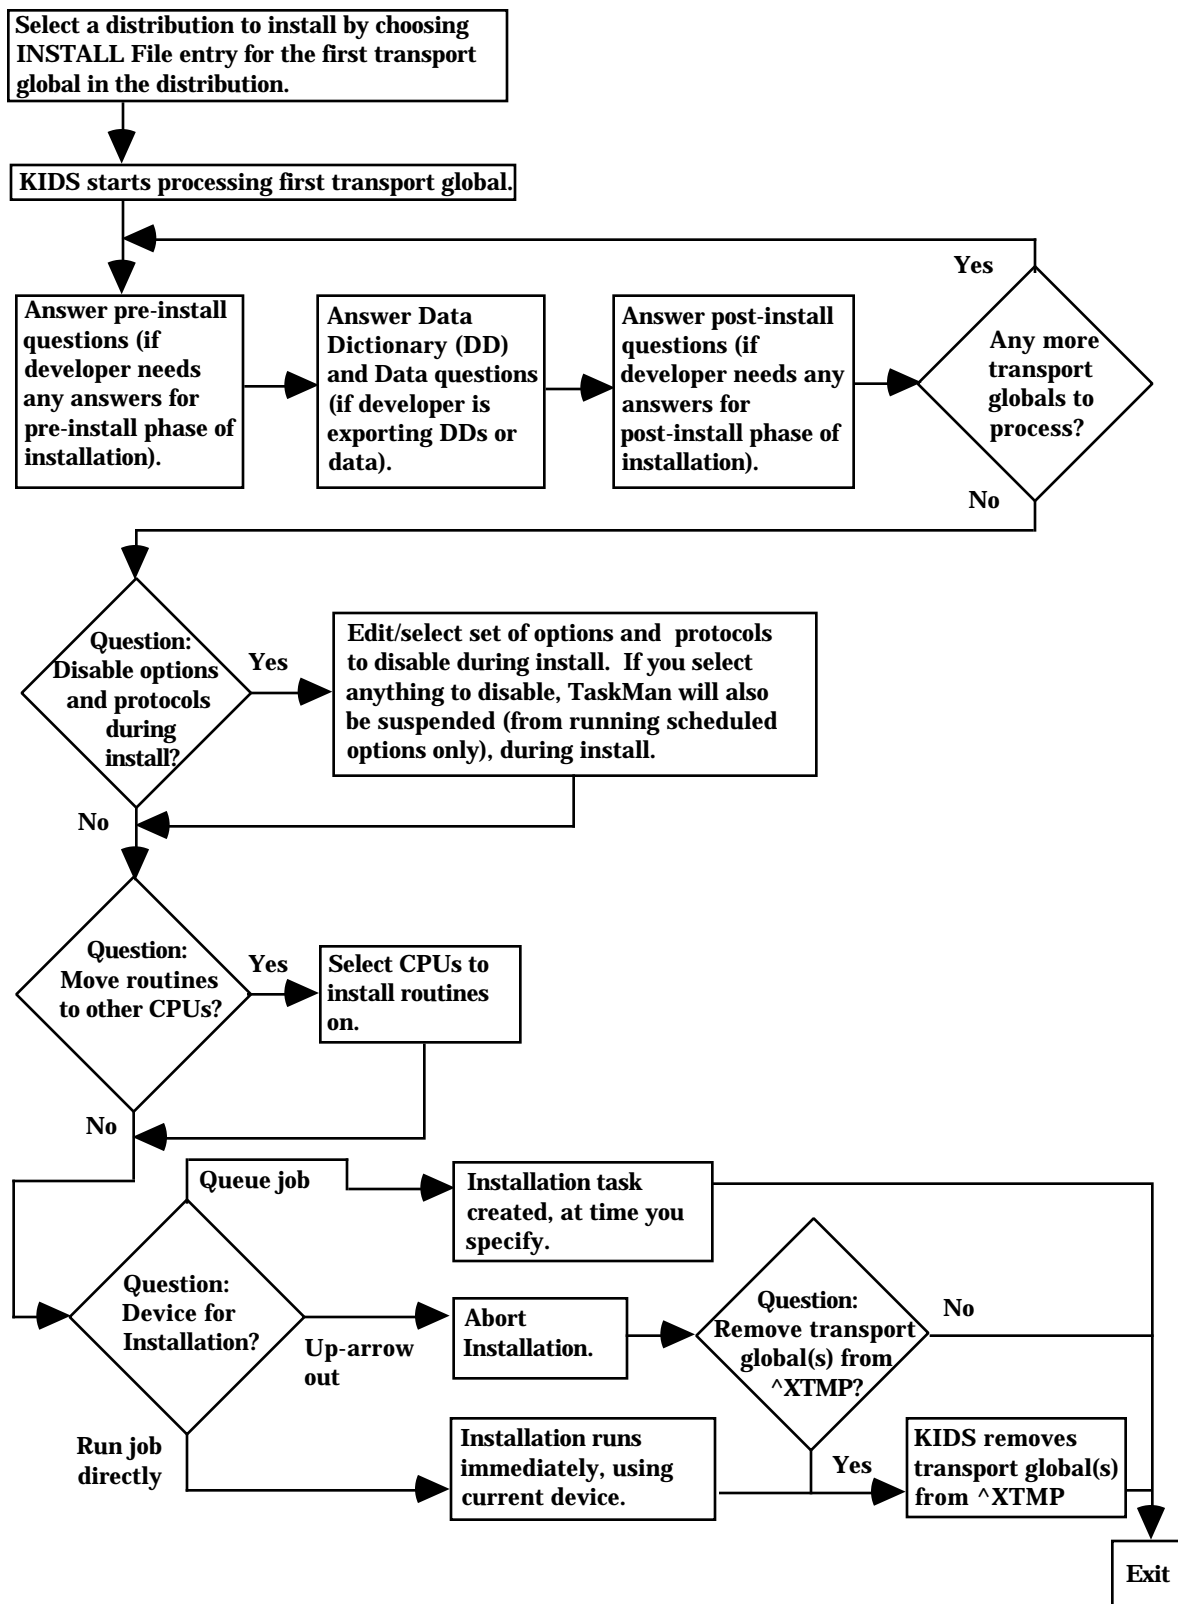 Select a distribution to install by choosing
INSTALL File entry for the first transport
global in the distribution.
KIDS starts processing first transport global.
Yes
Answer pre-install
questions (if
developer needs
any answers for
pre-install phase of
installation).
Answer Data
Dictionary (DD)
and Data questions
(if developer is
exporting DDs or
data).
Answer post-install
questions (if
developer needs any
answers for
post-install phase of
installation).
Any more
transport
globals to
process?
No
Question:
Disable options
and protocols
during
install?
Yes
Edit/select set of options and protocols
to disable during install. If you select
anything to disable, TaskMan will also
be suspended (from running scheduled
options only), during install.
No
Question:
Move routines
to other CPUs?
Yes
Select CPUs to
install routines
on.
No
Queue job
Installation task
created, at time you
specify.
Question:
Device for
Installation?
Up-arrow
out
Abort
Installation.
Question:
Remove transport
global(s) from
^XTMP?
No
Run job
directly
Installation runs
immediately, using
current device.
Yes
KIDS removes
transport global(s)
from ^XTMP
Exit